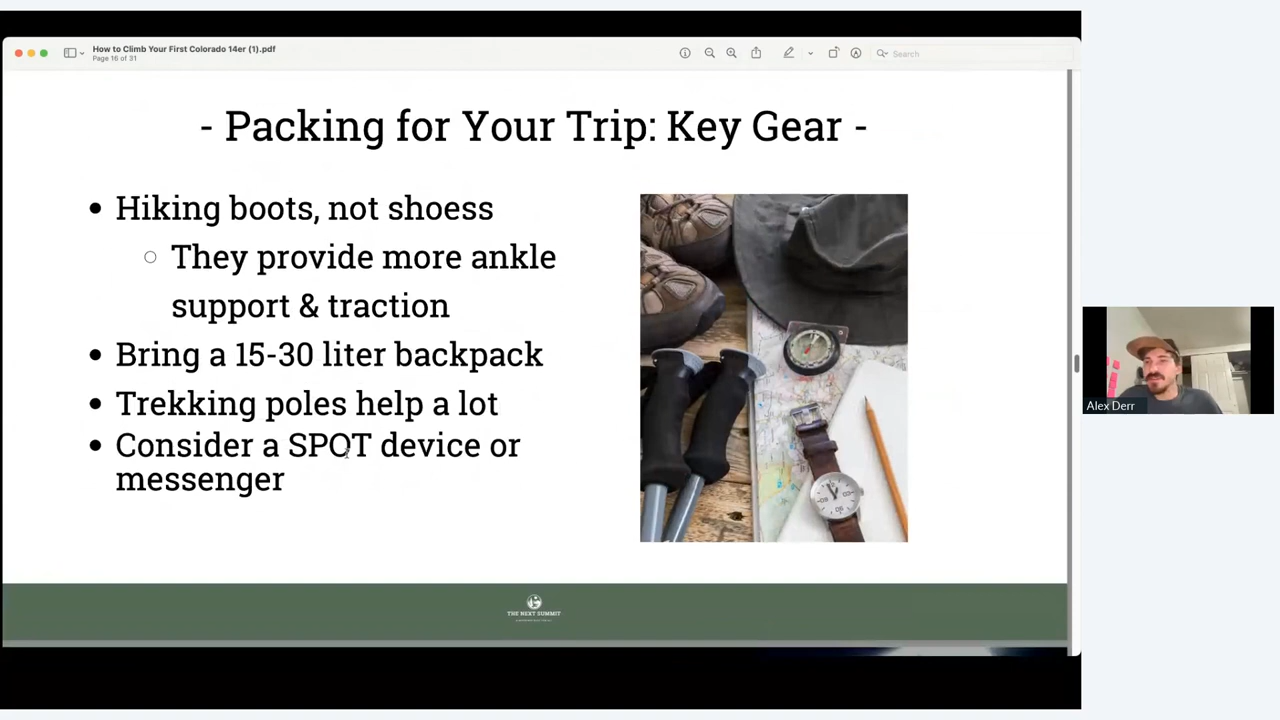 How to Climb Your First Colorado 14er (1).pdf
Page 16 of 31
Search
- Packing for Your Trip: Key Gear -
• Hiking boots, not shoess
○ They provide more ankle
support & traction
• Bring a 15-30 liter backpack
• Trekking poles help a lot
• Consider a SPOT device or
messenger
THE NEXT SUMMIT
Alex Derr